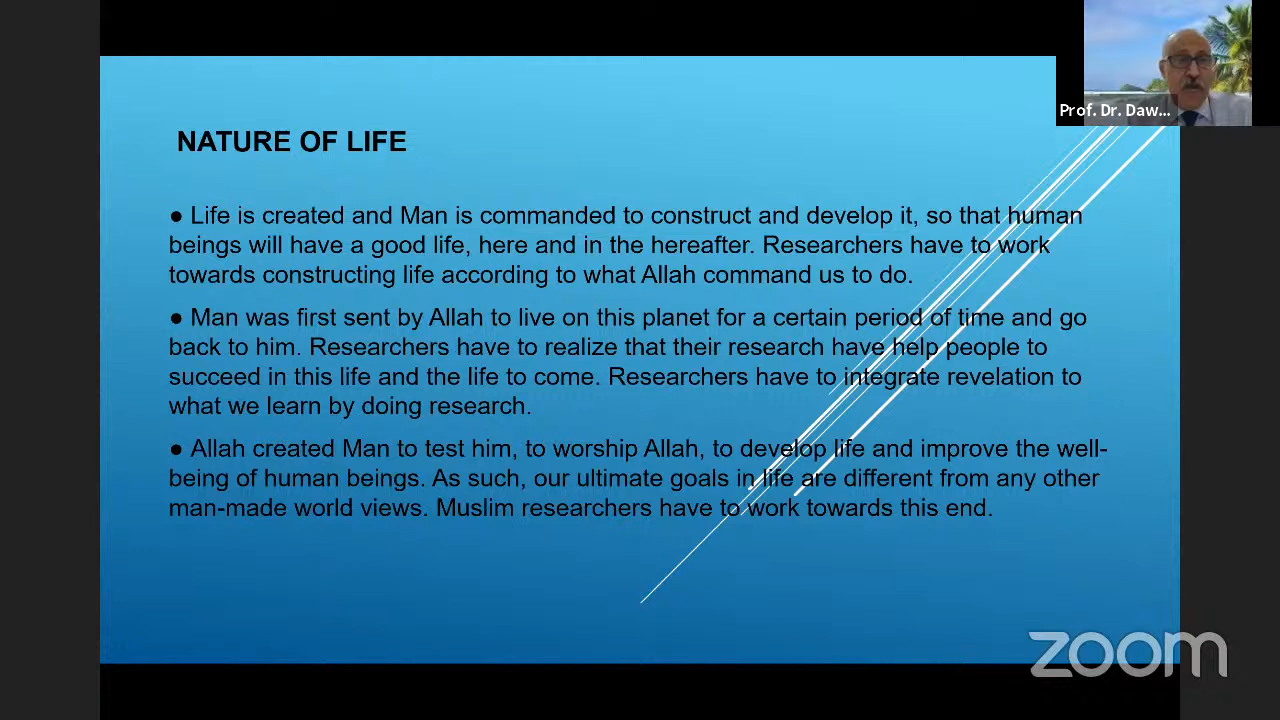 Prof. Dr. Daw...
NATURE OF LIFE
● Life is created and Man is commanded to construct and develop it, so that human
beings will have a good life, here and in the hereafter. Researchers have to work
towards constructing life according to what Allah command us to do.
● Man was first sent by Allah to live on this planet for a certain period of time and go
back to him. Researchers have to realize that their research have help people to
succeed in this life and the life to come. Researchers have to integrate revelation to
what we learn by doing research.
● Allah created Man to test him, to worship Allah, to develop life and improve the well-
being of human beings. As such, our ultimate goals in life are different from any other
man-made world views. Muslim researchers have to work towards this end.
zoom